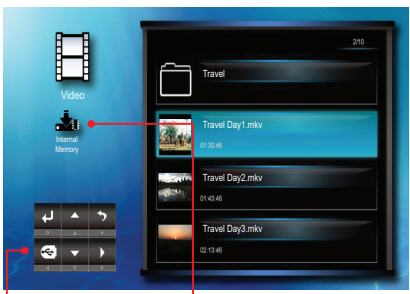 2/10
Video
Internal
Memory
Travel
Travel Day1.mkv
01:30:46
Travel Day2.mkv
01:43:46
Travel Day3.mkv
02:13:46